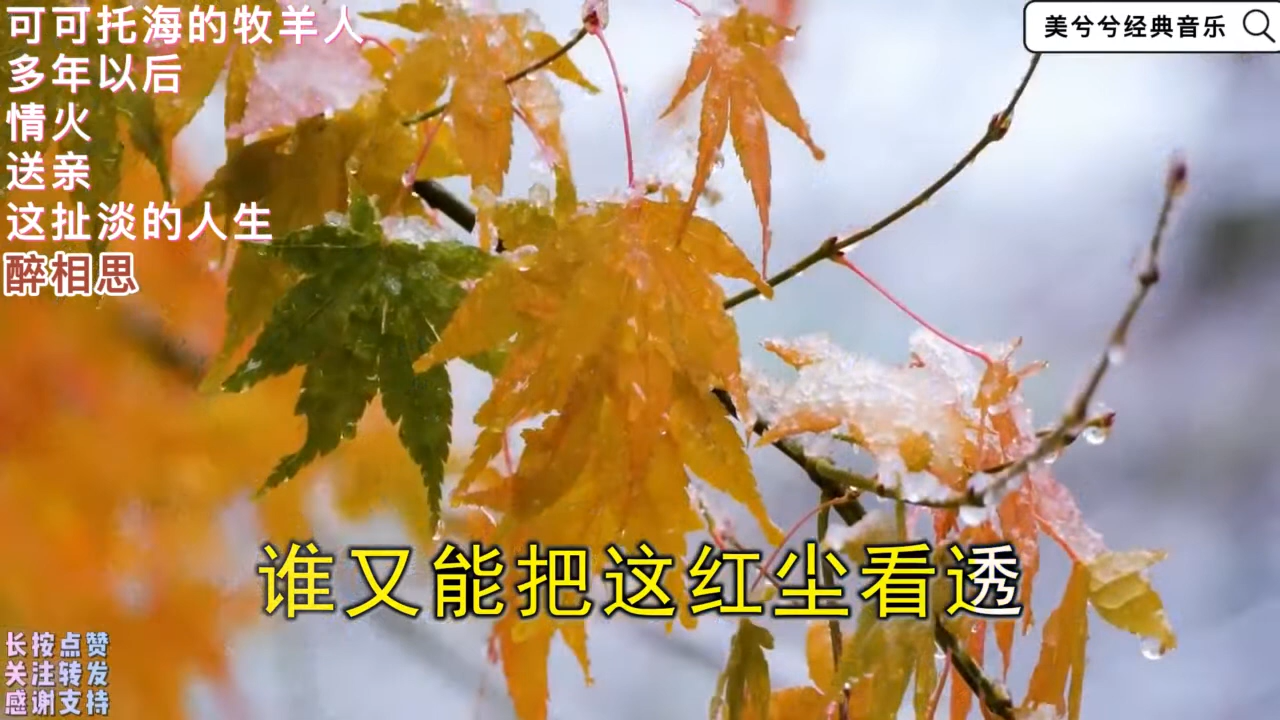 可可托海的牧羊人
多年以后
情火
送亲
这扯淡的人生
醉相思
美兮兮经典音乐
谁又能把这红尘看透
长按点赞
关注转发
感谢支持